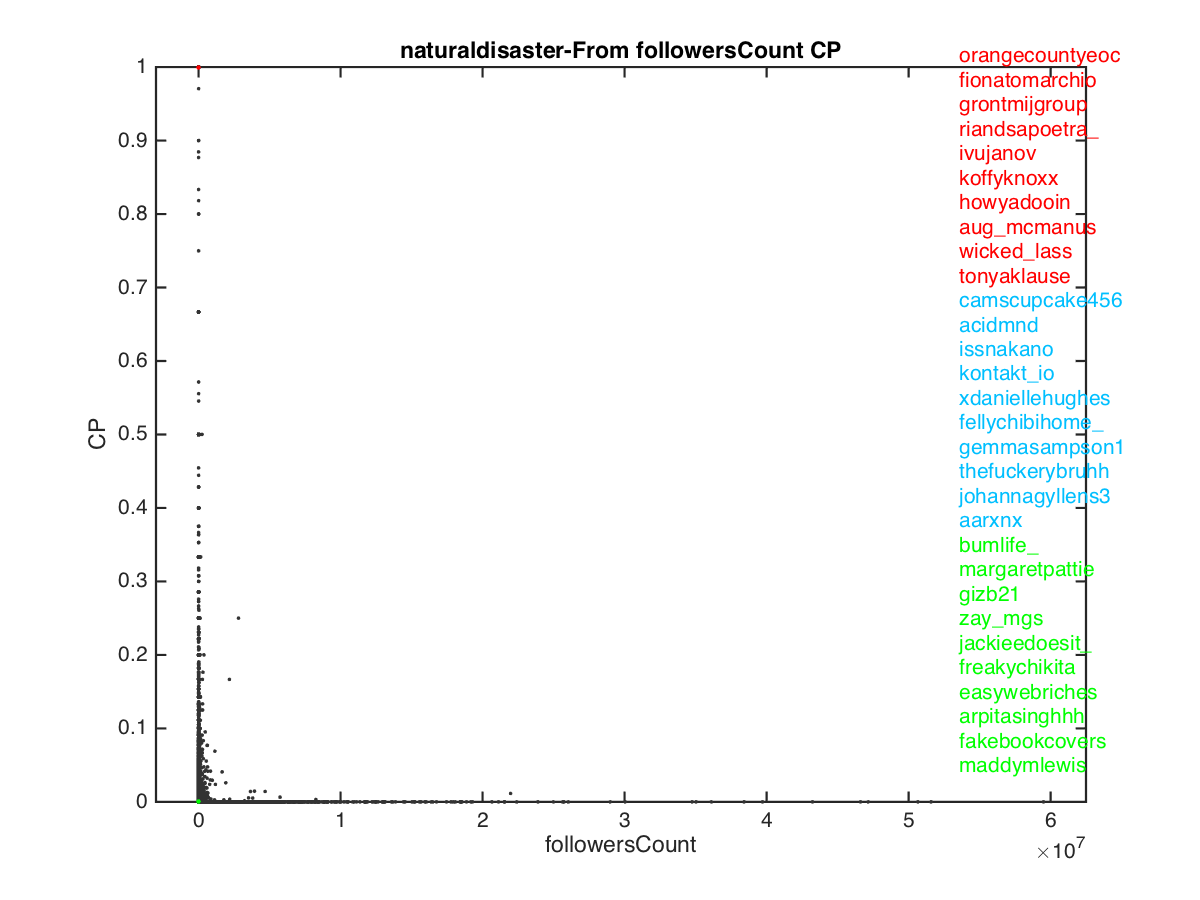 naturaldisaster-From followersCount CP
orangecountyeoc
fionatomarchio
grontmijgroup
riandsapoetra_
ivujanov
koffyknoxx
howyadooin
aug_mcmanus
wicked_lass
tonyaklause
camscupcake456
acidmnd
issnakano
kontakt_io
xdaniellehughes
fellychibihome_
gemmasampson1
thefuckerybruhh
johannagyllens3
aarxnx
bumlife_
margaretpattie
gizb21
zay_mgs
jackieedoesit_
freakychikita
easywebriches
arpitasinghhh
fakebookcovers
maddymlewis
1
0.9
0.8
0.7
0.6
0.5
0.4
0.3
0.2
0.1
0
CP
0 1 2 3 4 5 6
followersCount
×10^7